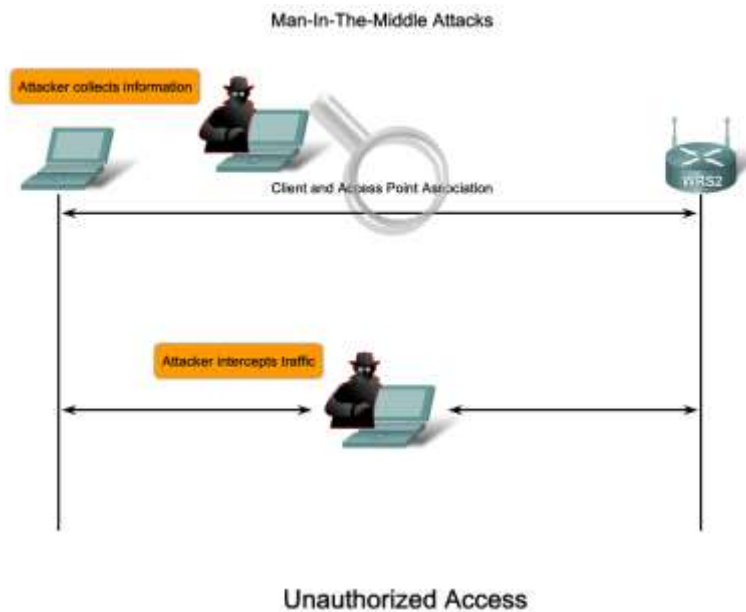 Man-In-The-Middle Attacks
Attacker collects information
Client and Access Point Association
WRS2
Attacker intercepts traffic
Unauthorized Access